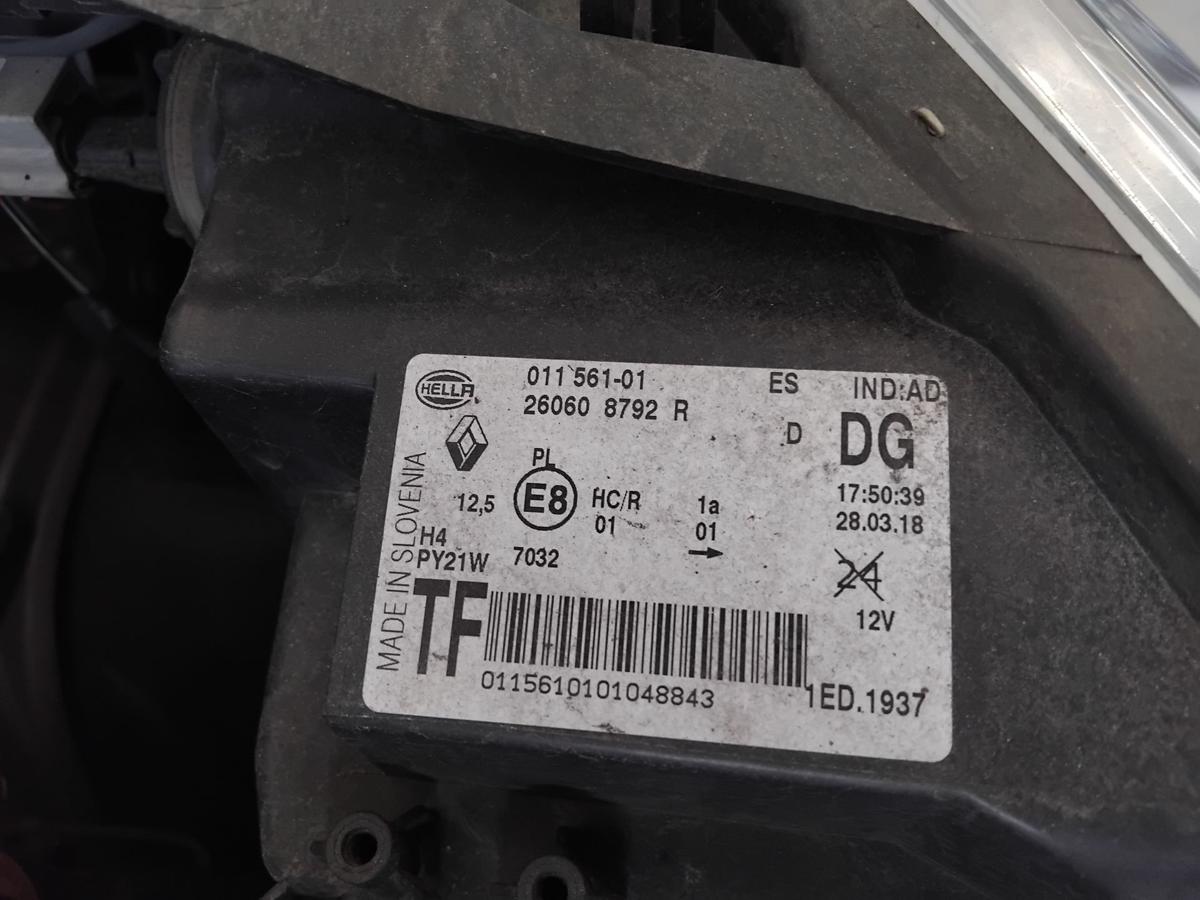 HELLA
011 561-01
26060 8792 R
ES
IND:AD
D
DG
PL
12,5
E8
HC/R
01
1a
01
17:50:39
28.03.18
H4
PY21W
7032
24
12V
MADE IN SLOVENIA
TF
0115610101048843
1ED.1937